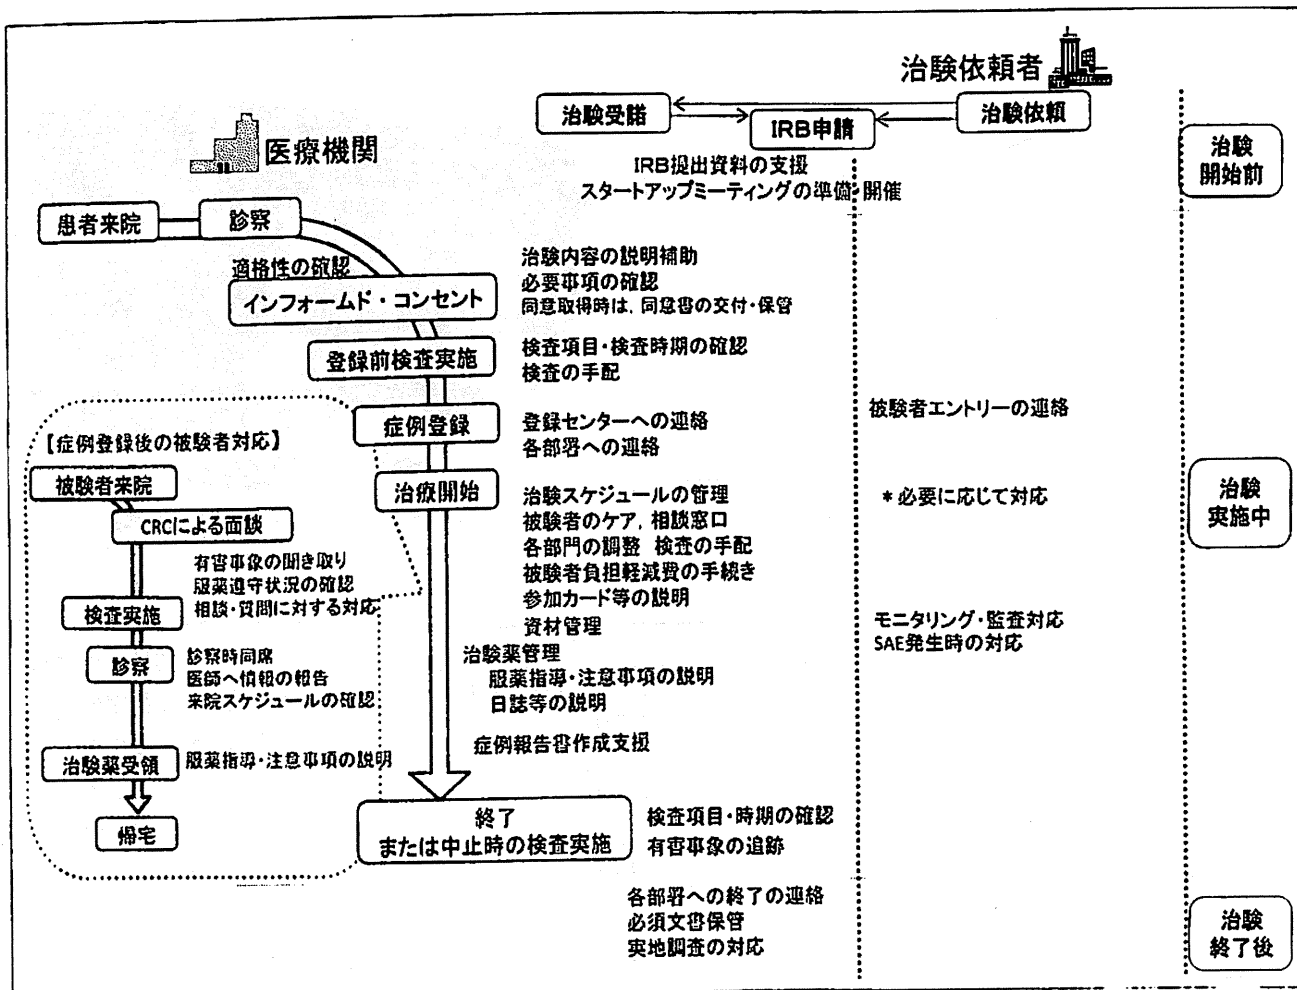 治験依頼者
治験受諾
IRB申請
治験依頼
医療機関
治験
開始前
IRB提出資料の支援
スタートアップミーティングの準備・開催
患者来院
診察
適格性の確認
インフォームド・コンセント
治験内容の説明補助
必要事項の確認
同意取得時は、同意書の交付・保管
登録前検査実施
検査項目・検査時期の確認
検査の手配
症例登録
登録センターへの連絡
各部署への連絡
被験者エントリーの連絡
【症例登録後の被験者対応】
被験者来院
CRCによる面談
有害事象の聞き取り
服薬遵守状況の確認
相談・質問に対する対応
検査実施
診察
診察時同席
医師へ情報の報告
来院スケジュールの確認
治験薬受領
服薬指導・注意事項の説明
帰宅
治療開始
治験スケジュールの管理
被験者のケア，相談窓口
各部門の調整 検査の手配
被験者負担軽減費の手続き
参加カード等の説明
資材管理
治験薬管理
服薬指導・注意事項の説明
日誌等の説明
症例報告書作成支援
＊必要に応じて対応
モニタリング・監査対応
SAE発生時の対応
治験
実施中
終了
または中止時の検査実施
検査項目・時期の確認
有害事象の追跡
各部署への終了の連絡
必須文書保管
実地調査の対応
治験
終了後